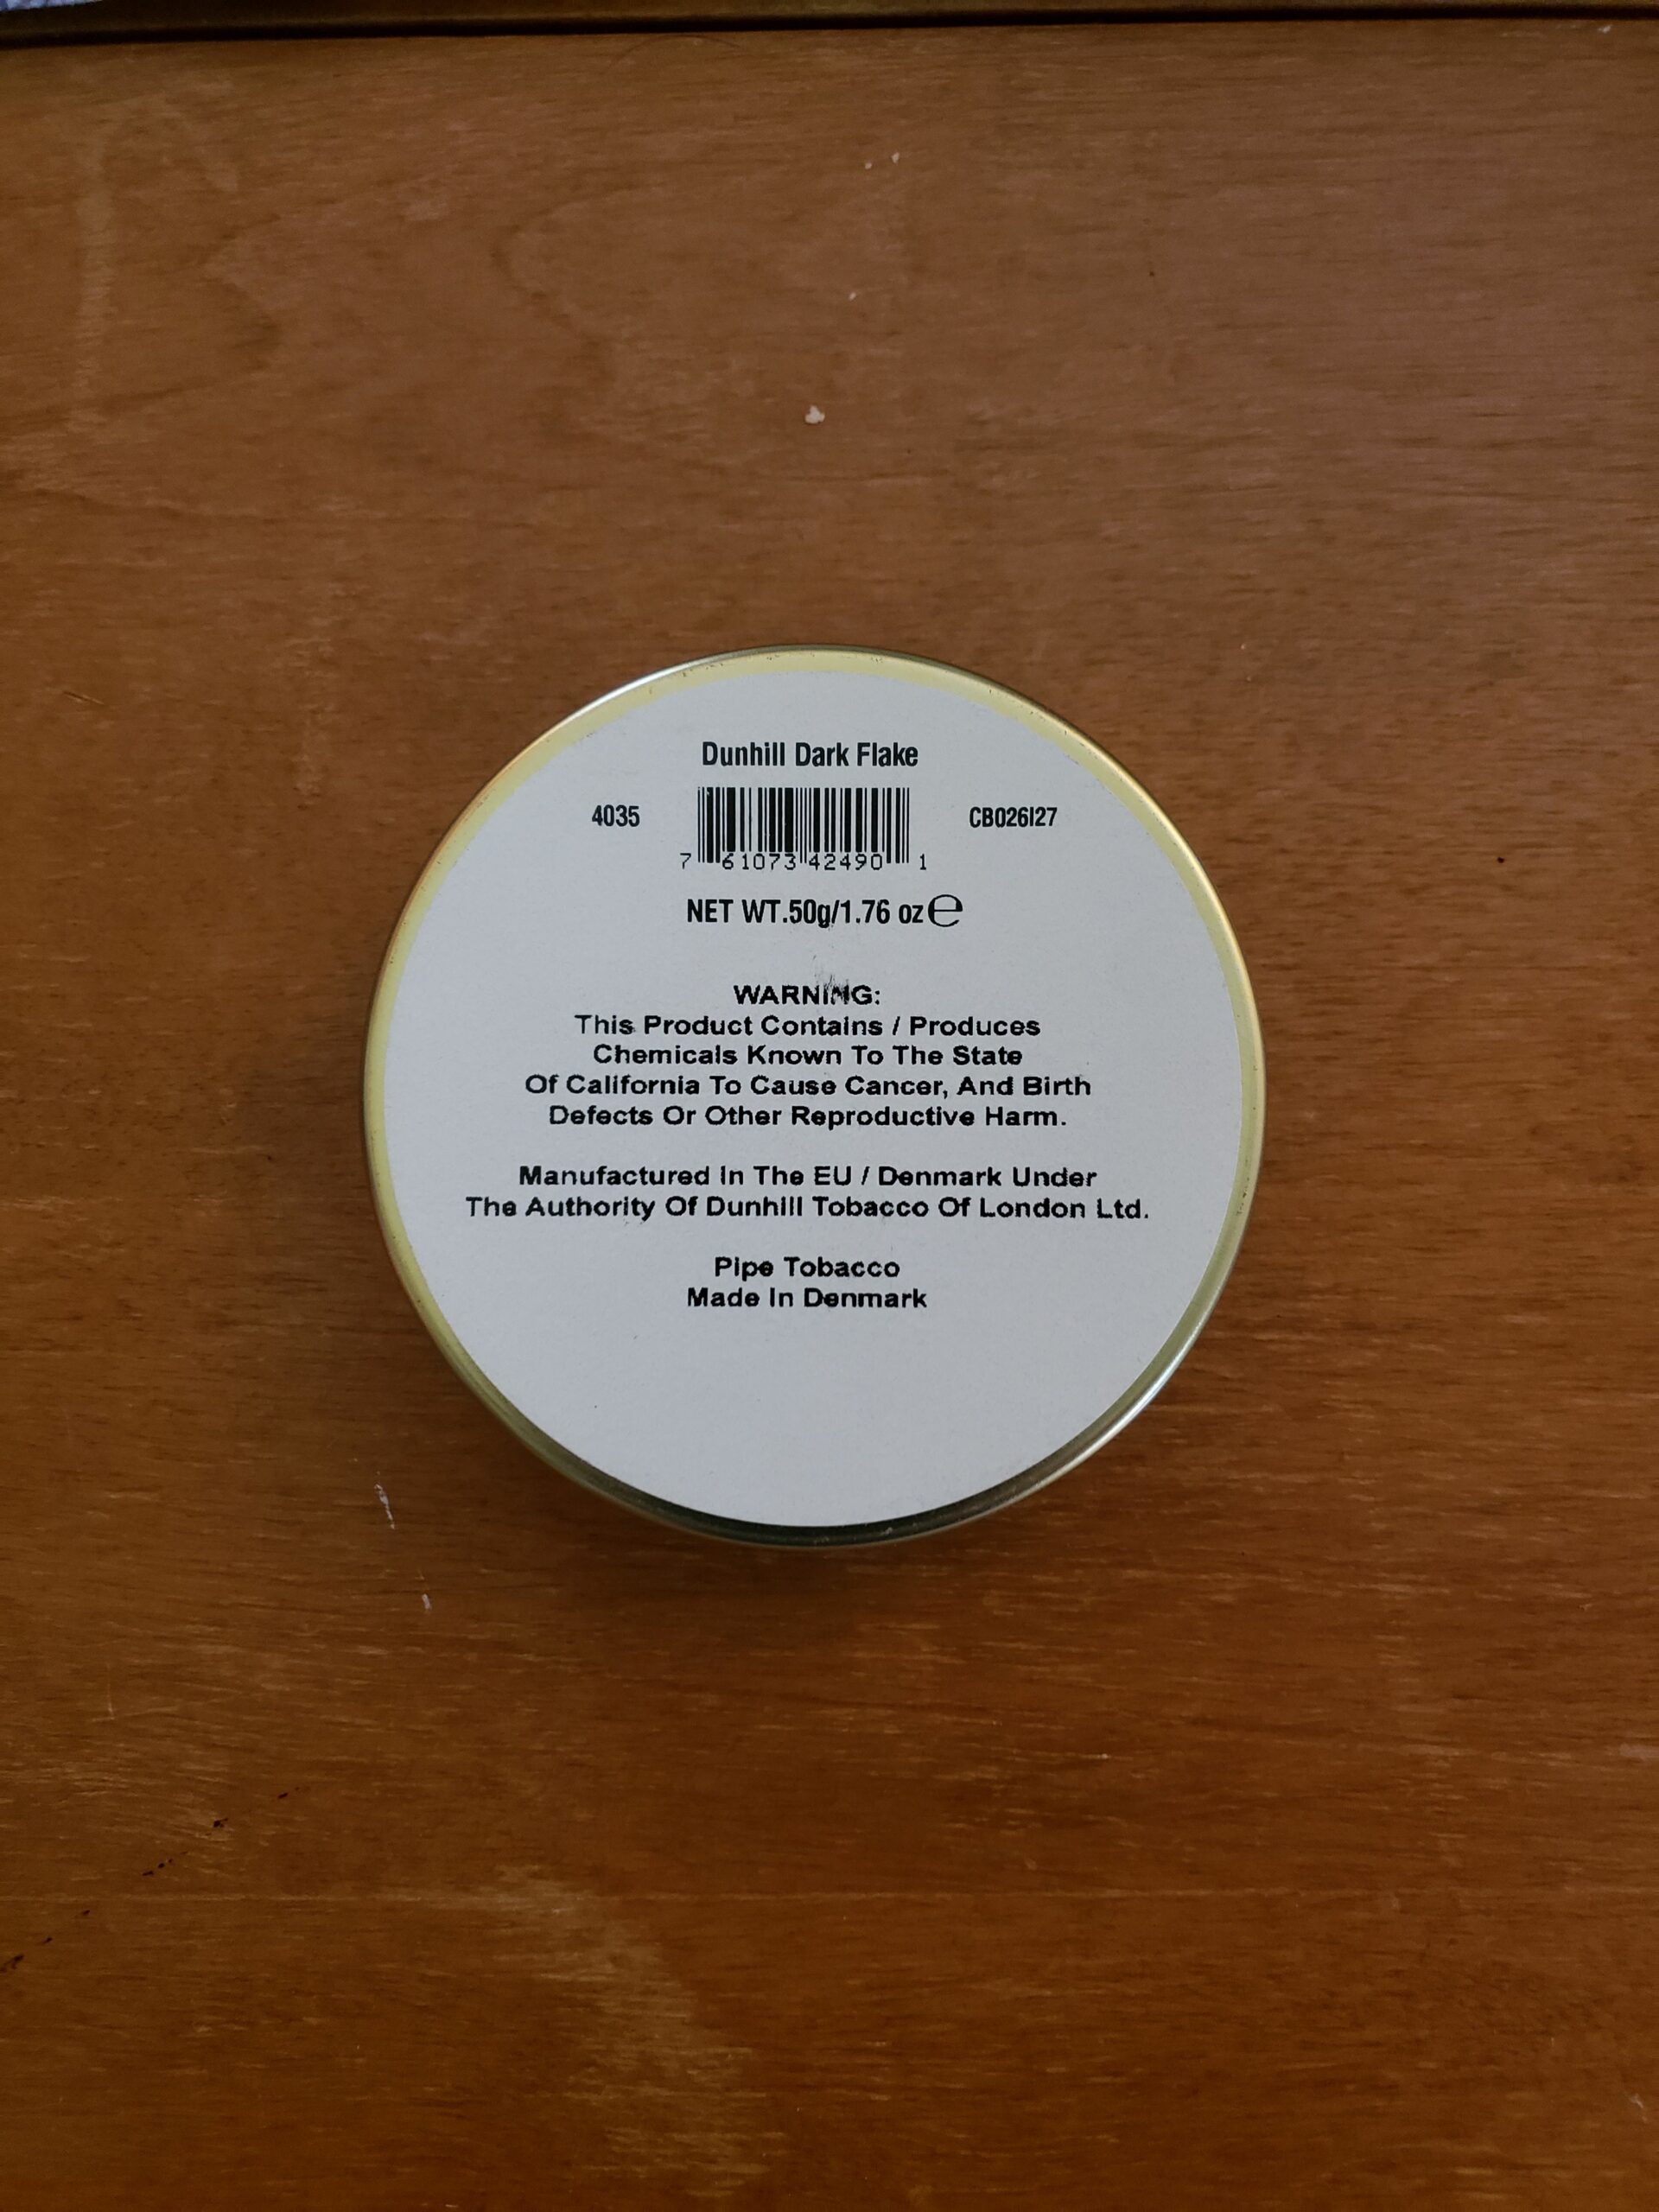 Dunhill Dark Flake
4035
CB026I27
7 61073 42490 1
NET WT.50g/1.76 oz℮
WARNING:
This Product Contains / Produces
Chemicals Known To The State
Of California To Cause Cancer, And Birth
Defects Or Other Reproductive Harm.
Manufactured In The EU / Denmark Under
The Authority Of Dunhill Tobacco Of London Ltd.
Pipe Tobacco
Made In Denmark